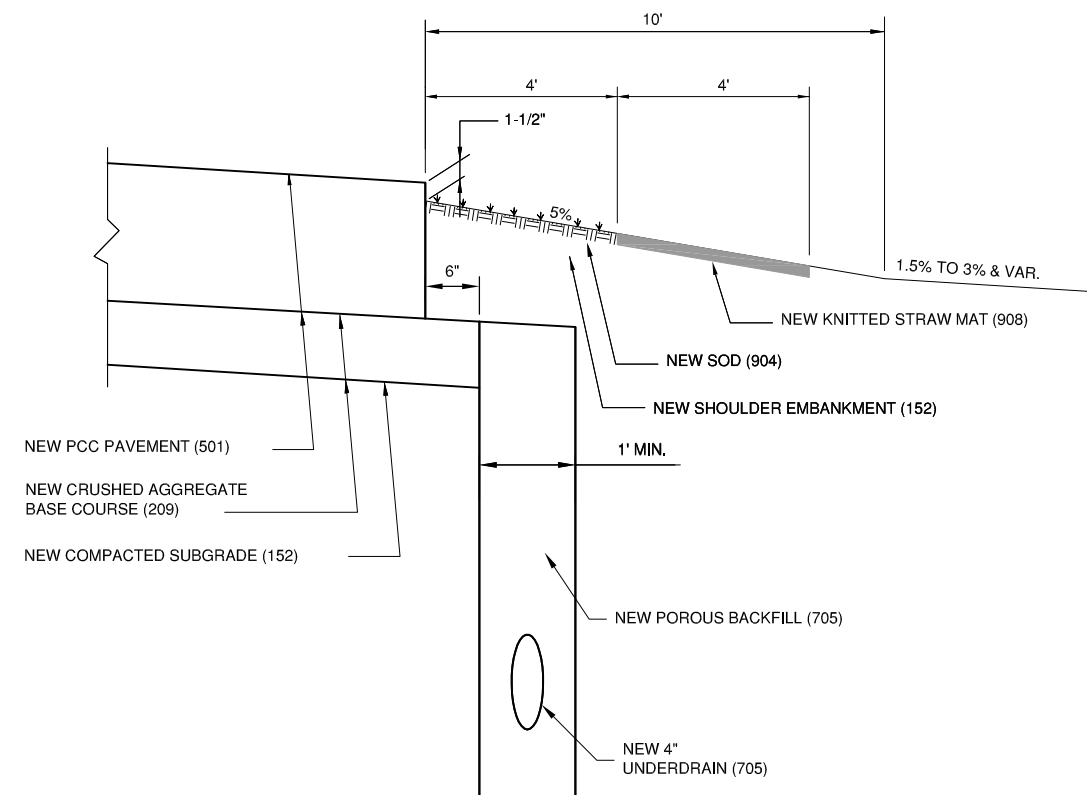 10'
4'
4'
1-1/2"
5%
6"
1.5% TO 3% & VAR.
NEW KNITTED STRAW MAT (908)
NEW SOD (904)
NEW SHOULDER EMBANKMENT (152)
1' MIN.
NEW PCC PAVEMENT (501)
NEW CRUSHED AGGREGATE
BASE COURSE (209)
NEW COMPACTED SUBGRADE (152)
NEW POROUS BACKFILL (705)
NEW 4"
UNDERDRAIN (705)